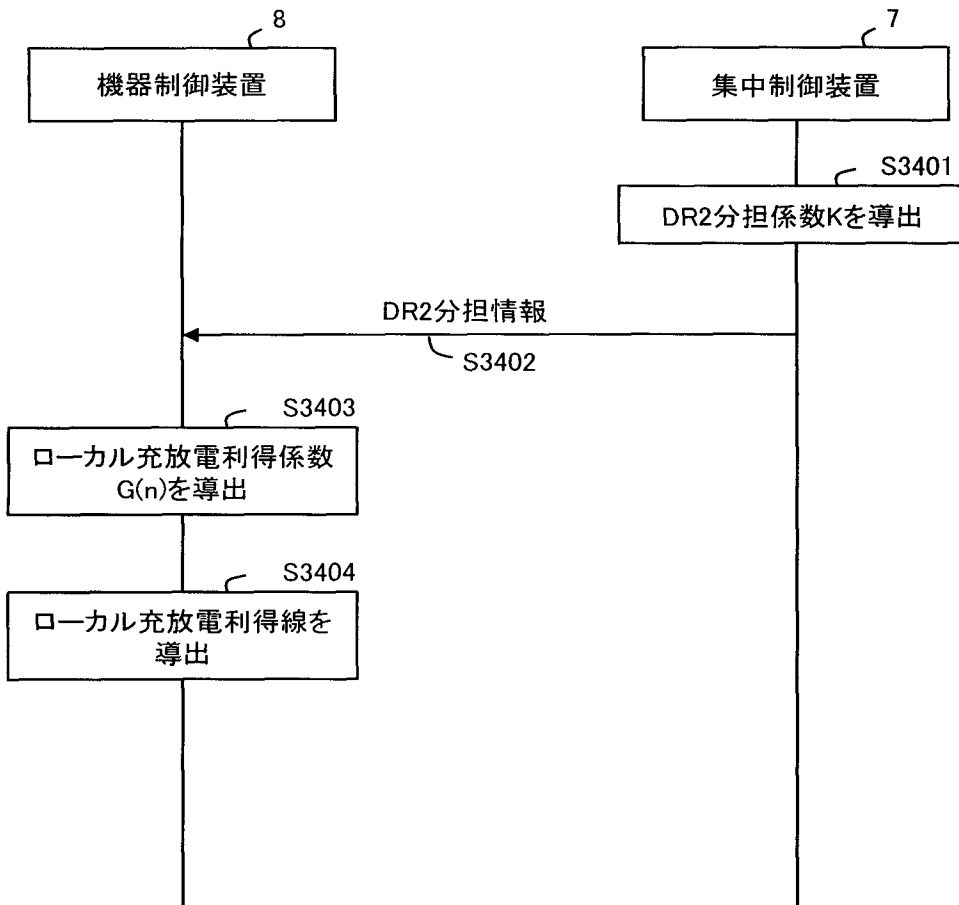 8
7
機器制御装置
集中制御装置
S3401
DR2分担係数Kを導出
DR2分担情報
S3402
S3403
ローカル充放電利得係数
G(n)を導出
S3404
ローカル充放電利得線を
導出